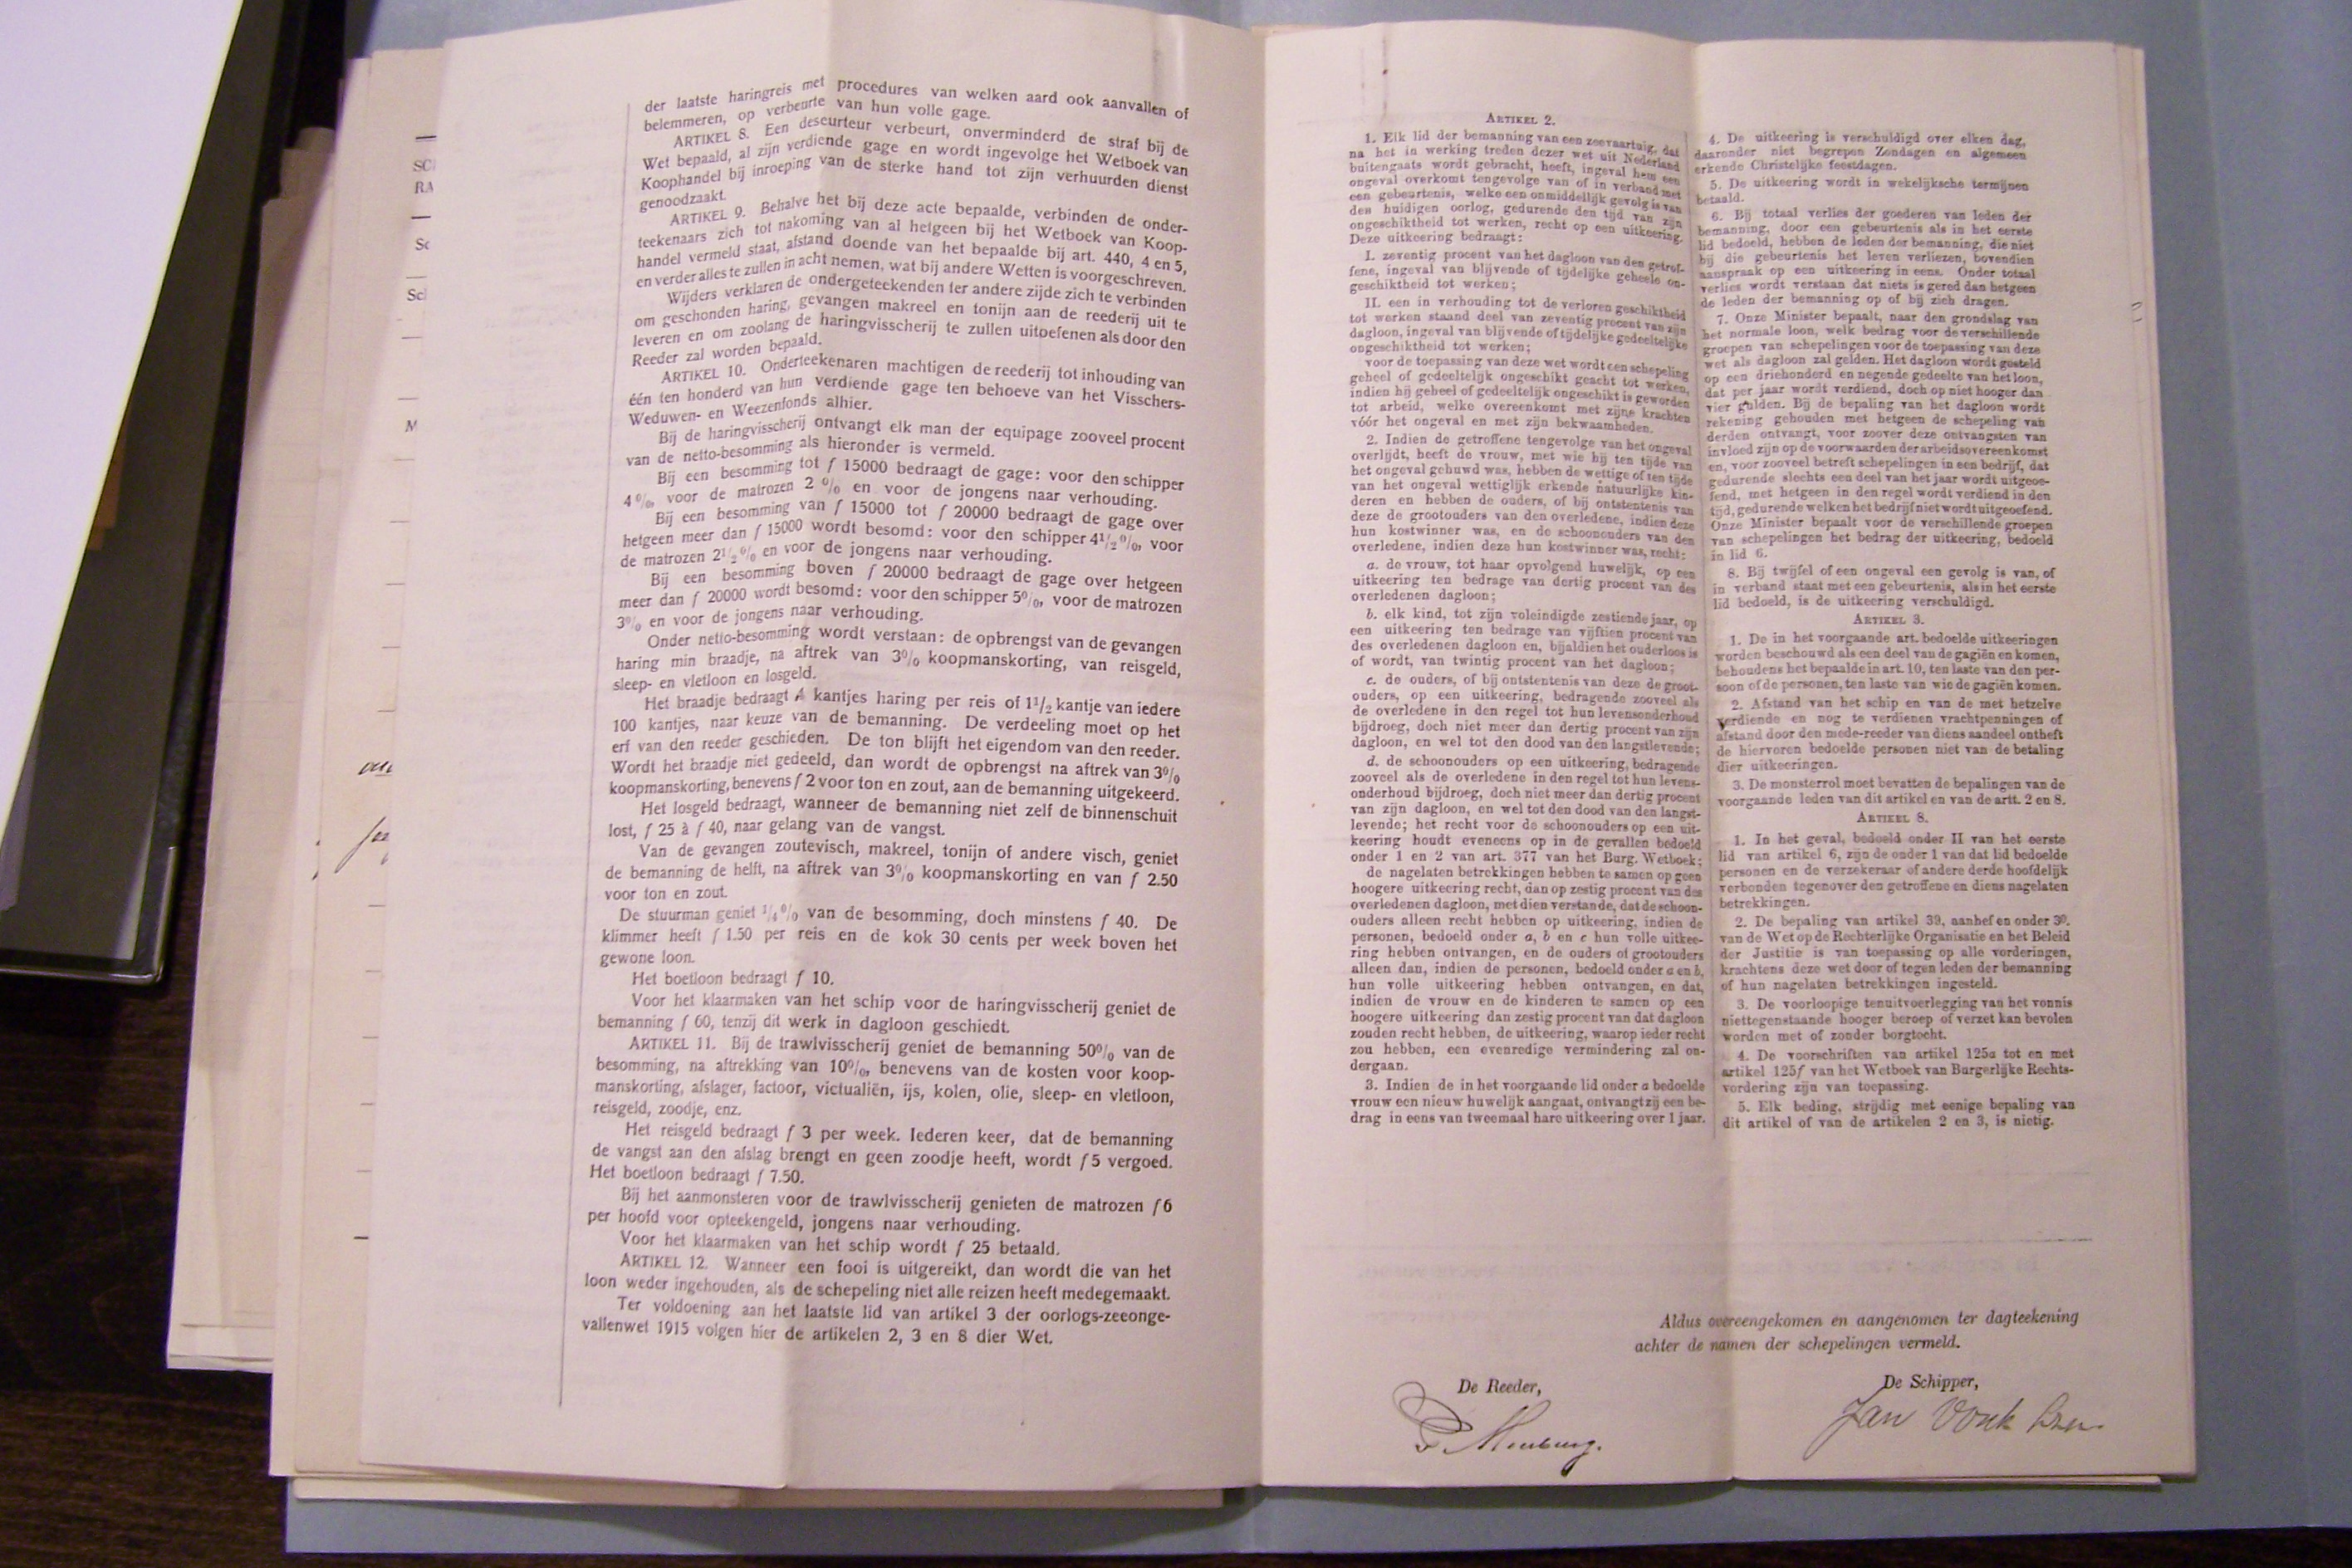 der laatste haringreis met procedures van welken aard ook aanvallen of
belemmeren, op verbeurte van hun volle gage.
ARTIKEL 8. Een deseurteur verbeurt, onverminderd de straf bij de
Wet bepaald, al zijn verdiende gage en wordt ingevolge het Wetboek van
Koophandel bij inroeping van de sterke hand tot zijn verhuurden dienst
genoodzaakt.
ARTIKEL 9. Behalve het bij deze acte bepaalde, verbinden de onder-
teekenaars zich tot nakoming van al hetgeen bij het Wetboek van Koop-
handel vermeld staat, afstand doende van het bepaalde bij art. 440, 4 en 5,
en verder alles te zullen in acht nemen, wat bij andere Wetten is voorgeschreven.
Wijders verklaren de ondergeteekenden ter andere zijde zich te verbinden
om geschonden haring, gevangen makreel en tonijn aan de reederij uit te
leveren en om zoolang de haringvisscherij te zullen uitoefenen als door den
Reeder zal worden bepaald.
ARTIKEL 10. Onderteekenaren machtigen de reederij tot inhouding van
één ten honderd van hun verdiende gage ten behoeve van het Visschers-
Weduwen- en Weezenfonds alhier.
Bij de haringvisscherij ontvangt elk man der equipage zooveel procent
van de netto-besomming als hieronder is vermeld.
Bij een besomming tot f 15000 bedraagt de gage: voor den schipper
4 %, voor de matrozen 2 % en voor de jongens naar verhouding.
Bij een besomming van f 15000 tot f 20000 bedraagt de gage over
hetgeen meer dan f 15000 wordt besomd: voor den schipper 4 1/2 %, voor
de matrozen 2 1/2 % en voor de jongens naar verhouding.
Bij een besomming boven f 20000 bedraagt de gage over hetgeen
meer dan f 20000 wordt besomd: voor den schipper 5%, voor de matrozen
3% en voor de jongens naar verhouding.
Onder netto-besomming wordt verstaan: de opbrengst van de gevangen
haring min braadje, na aftrek van 3% koopmanskorting, van reisgeld,
sleep- en vletloon en losgeld.
Het braadje bedraagt 4 kantjes haring per reis of 1 1/2 kantje van iedere
100 kantjes, naar keuze van de bemanning. De verdeeling moet op het
erf van den reeder geschieden. De ton blijft het eigendom van den reeder.
Wordt het braadje niet gedeeld, dan wordt de opbrengst na aftrek van 3%
koopmanskorting, benevens f 2 voor ton en zout, aan de bemanning uitgekeerd.
Het losgeld bedraagt, wanneer de bemanning niet zelf de binnenschuit
lost, f 25 à f 40, naar gelang van de vangst.
Van de gevangen zoutevisch, makreel, tonijn of andere visch, geniet
de bemanning de helft, na aftrek van 3% koopmanskorting en van f 2.50
voor ton en zout.
De stuurman geniet 1/4 % van de besomming, doch minstens f 40. De
klimmer heeft f 1.50 per reis en de kok 30 cents per week boven het
gewone loon.
Het boetloon bedraagt f 10.
Voor het klaarmaken van het schip voor de haringvisscherij geniet de
bemanning f 60, tenzij dit werk in dagloon geschiedt.
ARTIKEL 11. Bij de trawlvisscherij geniet de bemanning 50% van de
besomming, na aftrekking van 10%, benevens van de kosten voor koop-
manskorting, afslager, factoor, victualiën, ijs, kolen, olie, sleep- en vletloon,
reisgeld, zoodje, enz.
Het reisgeld bedraagt f 3 per week. Iederen keer, dat de bemanning
de vangst aan den afslag brengt en geen zoodje heeft, wordt f 5 vergoed.
Het boetloon bedraagt f 7.50.
Bij het aanmonsteren voor de trawlvisscherij genieten de matrozen f 6
per hoofd voor opteekengeld, jongens naar verhouding.
Voor het klaarmaken van het schip wordt f 25 betaald.
ARTIKEL 12. Wanneer een fooi is uitgereikt, dan wordt die van het
loon weder ingehouden, als de schepeling niet alle reizen heeft medegemaakt.
Ter voldoening aan het laatste lid van artikel 3 der oorlogs-zeeonge-
vallenwet 1915 volgen hier de artikelen 2, 3 en 8 dier Wet.
ARTIKEL 2.
1. Elk lid der bemanning van een zeevaartuig, dat
na het in werking treden dezer wet uit Nederland
buitengaats wordt gebracht, heeft, ingeval hem een
ongeval overkomt tengevolge van of in verband met
een gebeurtenis, welke een onmiddellijk gevolg is van
den huidigen oorlog, gedurende den tijd van zijn
ongeschiktheid tot werken, recht op een uitkeering.
Deze uitkeering bedraagt:
I. zeventig procent van het dagloon van den getrof-
fene, ingeval van blijvende of tijdelijke geheele on-
geschiktheid tot werken;
II. een in verhouding tot de verloren geschiktheid
tot werken staand deel van zeventig procent van zijn
dagloon, ingeval van blijvende of tijdelijke gedeeltelijke
ongeschiktheid tot werken;
voor de toepassing van deze wet wordt een schepeling
geheel of gedeeltelijk ongeschikt geacht tot werken,
indien hij geheel of gedeeltelijk ongeschikt is geworden
tot arbeid, welke overeenkomt met zijne krachten
vóór het ongeval en met zijn bekwaamheden.
2. Indien de getroffene tengevolge van het ongeval
overlijdt, heeft de vrouw, met wie hij ten tijde van
het ongeval gehuwd was, hebben de wettige of ten tijde
van het ongeval wettiglijk erkende natuurlijke kin-
deren en hebben de ouders, of bij ontstentenis van
deze de grootouders van den overledene, indien deze
hun kostwinner was, en de schoonouders van den
overledene, indien deze hun kostwinner was, recht:
a. de vrouw, tot haar opvolgend huwelijk, op een
uitkeering ten bedrage van dertig procent van des
overledenen dagloon;
b. elk kind, tot zijn voleindigde zestiende jaar, op
een uitkeering ten bedrage van vijftien procent van
des overledenen dagloon en, bijaldien het ouderloos is
of wordt, van twintig procent van het dagloon;
c. de ouders, of bij ontstentenis van deze de groot-
ouders, op een uitkeering, bedragende zooveel als
de overledene in den regel tot hun levensonderhoud
bijdroeg, doch niet meer dan dertig procent van zijn
dagloon, en wel tot den dood van den langstlevende;
d. de schoonouders op een uitkeering, bedragende
zooveel als de overledene in den regel tot hun levens-
onderhoud bijdroeg, doch niet meer dan dertig procent
van zijn dagloon, en wel tot den dood van den langst-
levende; het recht voor de schoonouders op een uit-
keering houdt eveneens op in de gevallen bedoeld
onder 1 en 2 van art. 377 van het Burg. Wetboek;
de nagelaten betrekkingen hebben te samen op geen
hoogere uitkeering recht, dan op zestig procent van des
overledenen dagloon, met dien verstande, dat de schoon-
ouders alleen recht hebben op uitkeering, indien de
personen, bedoeld onder a, b en c hun volle uitkee-
ring hebben ontvangen, en de ouders of grootouders
alleen dan, indien de personen, bedoeld onder a en b,
hun volle uitkeering hebben ontvangen, en dat,
indien de vrouw en de kinderen te samen op een
hoogere uitkeering dan zestig procent van dat dagloon
zouden recht hebben, de uitkeering, waarop ieder recht
zou hebben, een evenredige vermindering zal on-
dergaan.
3. Indien de in het voorgaande lid onder a bedoelde
vrouw een nieuw huwelijk aangaat, ontvangt zij een be-
drag in eens van tweemaal hare uitkeering over 1 jaar.
4. De uitkeering is verschuldigd over elken dag,
daaronder niet begrepen Zondagen en algemeen
erkende Christelijke feestdagen.
5. De uitkeering wordt in wekelijksche termijnen
betaald.
6. Bij totaal verlies der goederen van leden der
bemanning, door een gebeurtenis als in het eerste
lid bedoeld, hebben de leden der bemanning, die niet
bij die gebeurtenis het leven verliezen, bovendien
aanspraak op een uitkeering in eens. Onder totaal
verlies wordt verstaan dat niets is gered dan hetgeen
de leden der bemanning op of bij zich dragen.
7. Onze Minister bepaalt, naar den grondslag van
het normale loon, welk bedrag voor de verschillende
groepen van schepelingen voor de toepassing van deze
wet als dagloon zal gelden. Het dagloon wordt gesteld
op een driehonderd en negende gedeelte van het loon,
dat per jaar wordt verdiend, doch op niet hooger dan
vier gulden. Bij de bepaling van het dagloon wordt
rekening gehouden met hetgeen de schepeling van
derden ontvangt, voor zoover deze ontvangsten van
invloed zijn op de voorwaarden der arbeidsovereenkomst
en, voor zooveel betreft schepelingen in een bedrijf, dat
gedurende slechts een deel van het jaar wordt uitgeoe-
fend, met hetgeen in den regel wordt verdiend in den
tijd, gedurende welken het bedrijf niet wordt uitgeoefend.
Onze Minister bepaalt voor de verschillende groepen
van schepelingen het bedrag der uitkeering, bedoeld
in lid 6.
8. Bij twijfel of een ongeval een gevolg is van, of
in verband staat met een gebeurtenis, als in het eerste
lid bedoeld, is de uitkeering verschuldigd.
ARTIKEL 3.
1. De in het voorgaande art. bedoelde uitkeeringen
worden beschouwd als een deel van de gagiën en komen,
behoudens het bepaalde in art. 10, ten laste van den per-
soon of de personen, ten laste van wie de gagiën komen.
2. Afstand van het schip en van de met hetzelve
verdiende en nog te verdienen vrachtpenningen of
afstand door den mede-reeder van diens aandeel ontheft
de hiervoren bedoelde personen niet van de betaling
dier uitkeeringen.
3. De monsterrol moet bevatten de bepalingen van de
voorgaande leden van dit artikel en van de artt. 2 en 8.
ARTIKEL 8.
1. In het geval, bedoeld onder II van het eerste
lid van artikel 6, zijn de onder 1 van dat lid bedoelde
personen en de verzekeraar of andere derde hoofdelijk
verbonden tegenover den getroffene en diens nagelaten
betrekkingen.
2. De bepaling van artikel 39, aanhef en onder 3º.
van de Wet op de Rechterlijke Organisatie en het Beleid
der Justitie is van toepassing op alle vorderingen,
krachtens deze wet door of tegen leden der bemanning
of hun nagelaten betrekkingen ingesteld.
3. De voorloopige tenuitvoerlegging van het vonnis
niettegenstaande hooger beroep of verzet kan bevolen
worden met of zonder borgtocht.
4. De voorschriften van artikel 125a tot en met
artikel 125f van het Wetboek van Burgerlijke Rechts-
vordering zijn van toepassing.
5. Elk beding, strijdig met eenige bepaling van
dit artikel of van de artikelen 2 en 3, is nietig.
Aldus overeengekomen en aangenomen ter dagteekening
achter de namen der schepelingen vermeld.
De Reeder,
De Schipper,
Jan Vonk